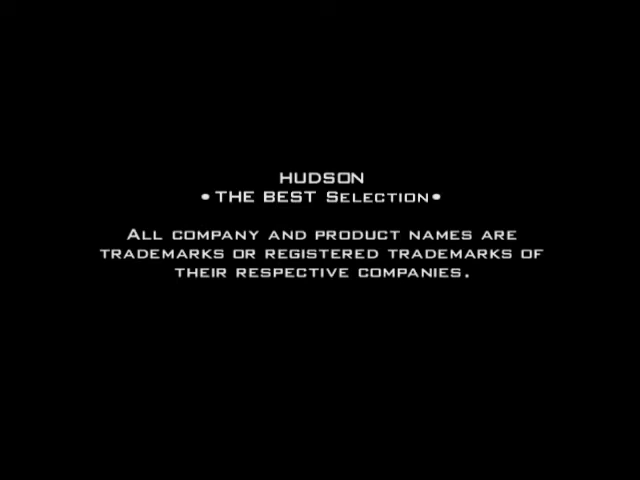 HUDSON
•THE BEST Selection•
All company and product names are
trademarks or registered trademarks of
their respective companies.